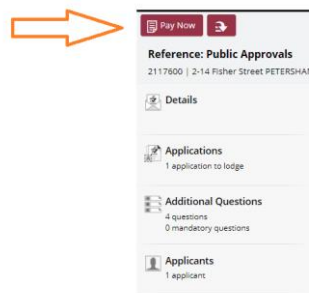 Pay Now
Reference: Public Approvals
2117600 | 2-14 Fisher Street PETERSHAM
Details
Applications
1 application to lodge
Additional Questions
4 questions
0 mandatory questions
Applicants
1 applicant